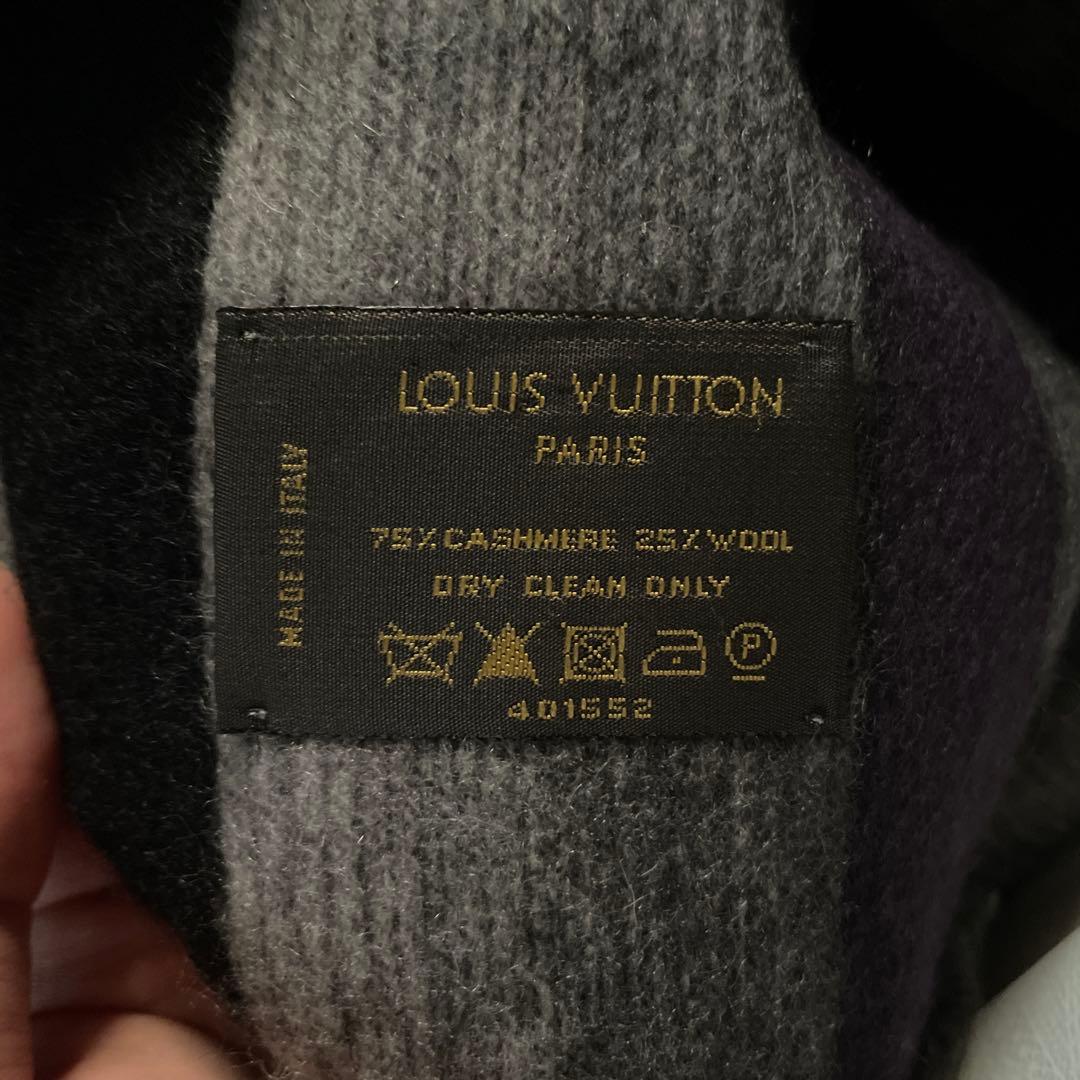 LOUIS VUITTON
PARIS
MADE IN ITALY
75% CASHMERE 25% WOOL
DRY CLEAN ONLY
P
401552